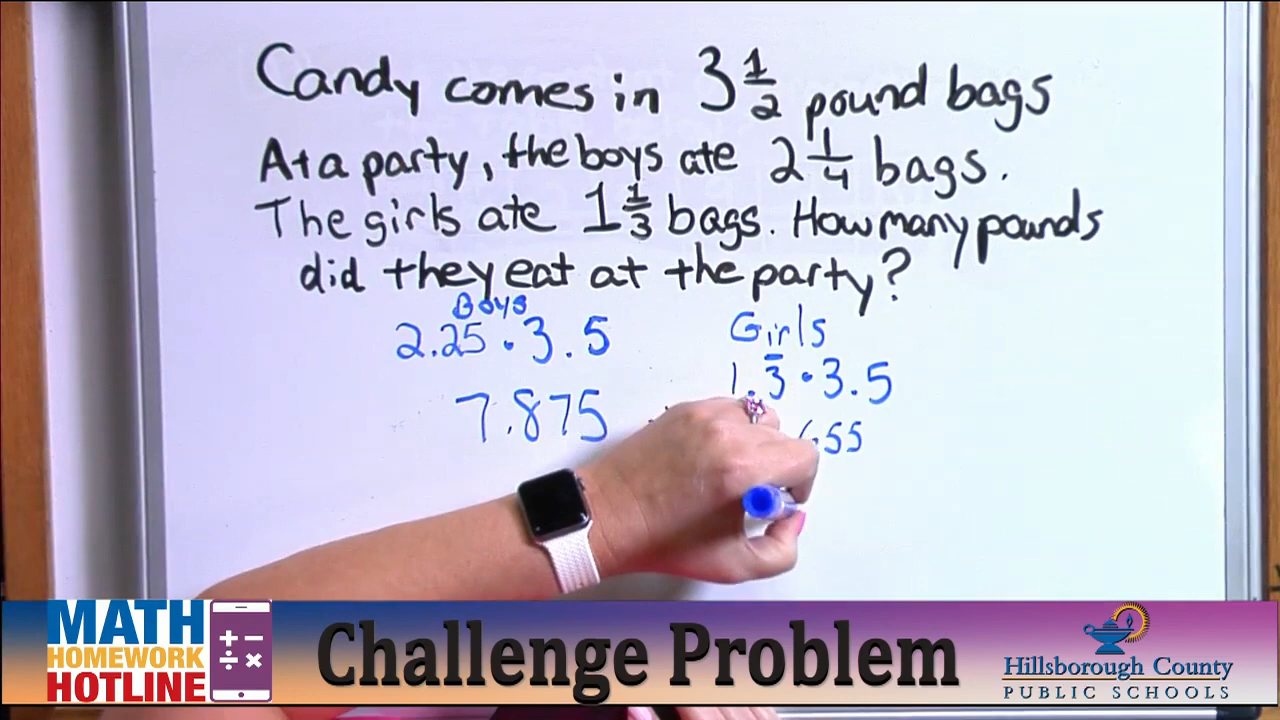 Candy comes in 3 1/2 pound bags
At a party, the boys ate 2 1/4 bags.
The girls ate 1 1/3 bags. How many pounds
did they eat at the party?
Boys
2.25 · 3.5
7.875
Girls
1.3̅ · 3.5
.55
MATH
HOMEWORK
HOTLINE
+ −
÷ ×
Challenge Problem
Hillsborough County
PUBLIC SCHOOLS